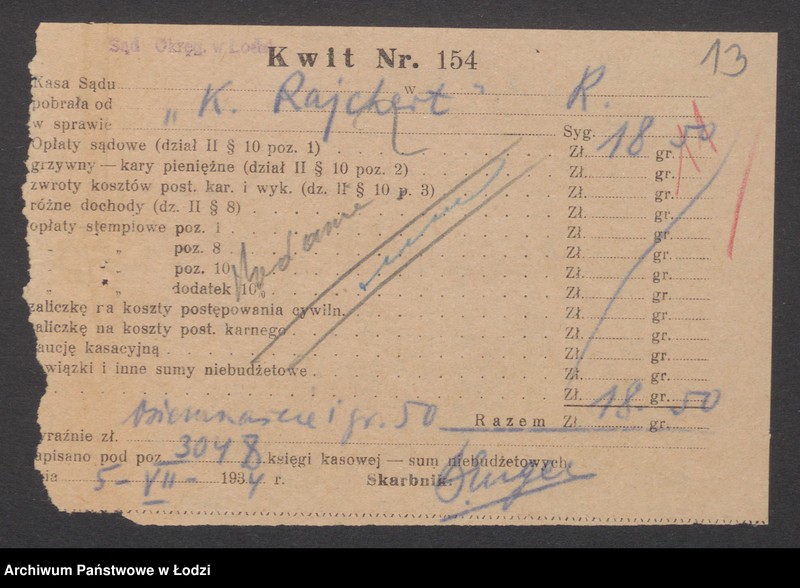 Sąd Okręg. w Łodzi
13
Kwit Nr. 154
Kasa Sądu w R.
pobrała od „K. Rajchert”
w sprawie Syg.
Opłaty sądowe (dział II § 10 poz. 1) Zł. 18 gr. 50
grzywny — kary pieniężne (dział II § 10 poz. 2) Zł. gr.
zwroty kosztów post. kar. i wyk. (dz. II § 10 p. 3) Zł. gr.
różne dochody (dz. II § 8) Zł. gr.
opłaty stemplowe poz. 1 Zł. gr.
„ „ poz. 8 Zł. gr.
„ „ poz. 10 Zł. gr.
„ „ dodatek 10% Zł. gr.
zaliczkę na koszty postępowania cywiln. Zł. gr.
zaliczkę na koszty post. karnego Zł. gr.
aucję kasacyjną Zł. gr.
wiązki i inne sumy niebudżetowe Zł. gr.
Razem Zł. 18 gr. 50
wyraźnie zł. osiemnaście i gr. 50
apisano pod poz. 3048 księgi kasowej — sum niebudżetowych.
nia 5-VII- 1934 r. Skarbnik:
Archiwum Państwowe w Łodzi